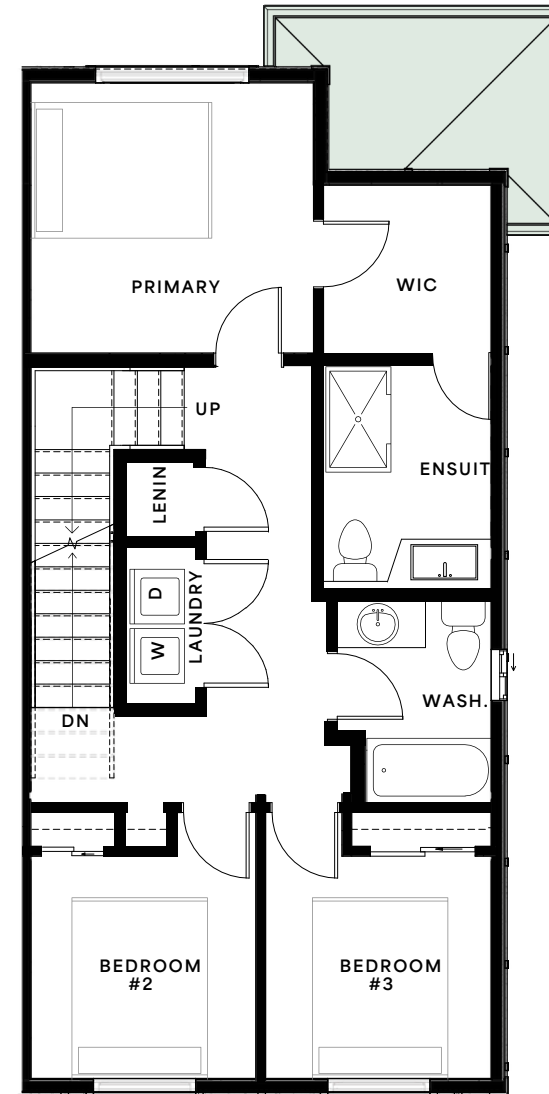 PRIMARY
WIC
UP
ENSUIT
LENIN
D
LAUNDRY
W
WASH.
DN
BEDROOM
#2
BEDROOM
#3